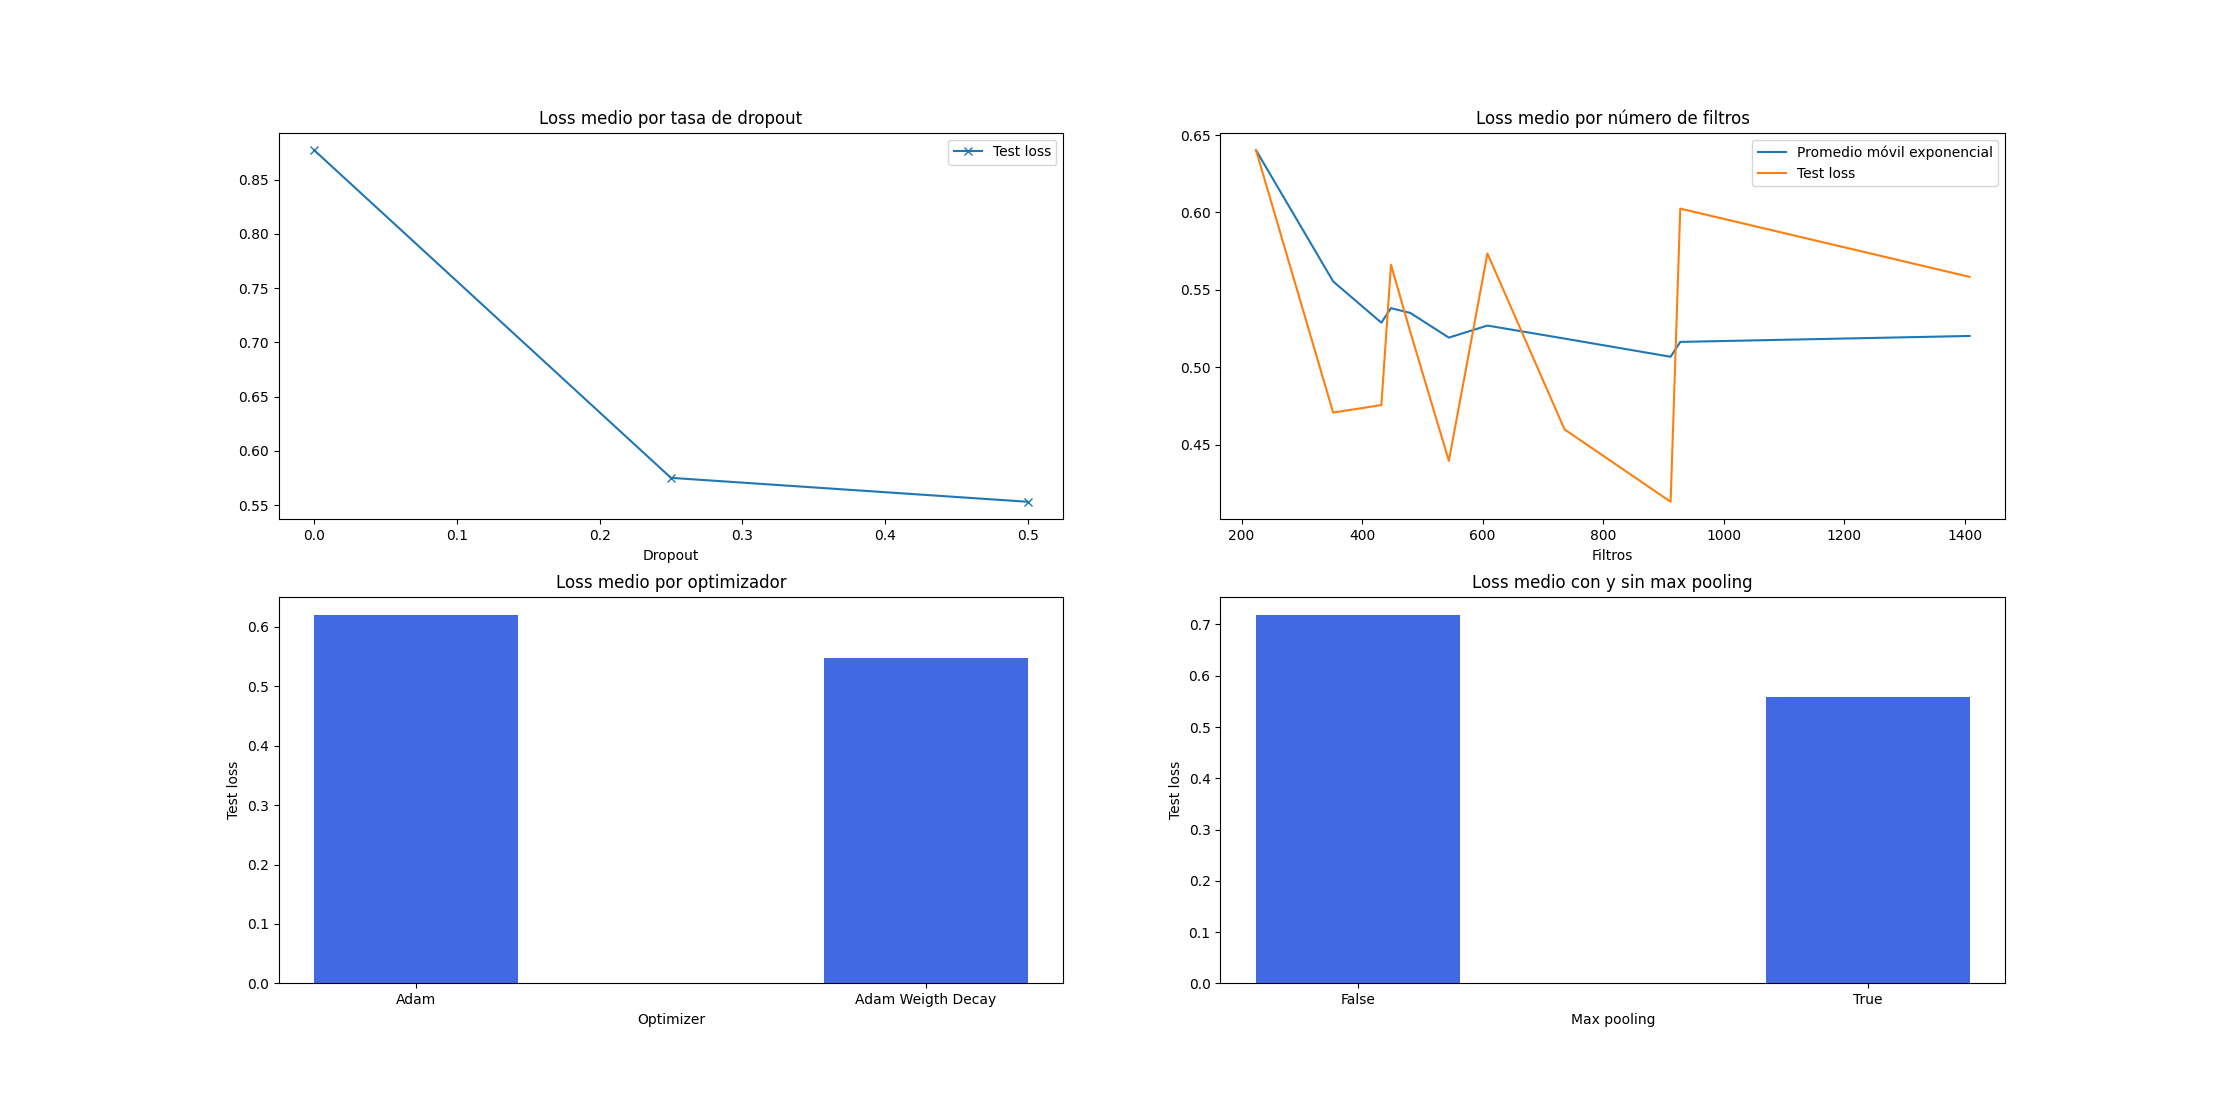 Loss medio por tasa de dropout
Test loss
0.85
0.80
0.75
0.70
0.65
0.60
0.55
0.0 0.1 0.2 0.3 0.4 0.5
Dropout
Loss medio por número de filtros
Promedio móvil exponencial
Test loss
0.65
0.60
0.55
0.50
0.45
200 400 600 800 1000 1200 1400
Filtros
Loss medio por optimizador
Test loss
0.6
0.5
0.4
0.3
0.2
0.1
0.0
Adam Adam Weigth Decay
Optimizer
Loss medio con y sin max pooling
Test loss
0.7
0.6
0.5
0.4
0.3
0.2
0.1
0.0
False True
Max pooling